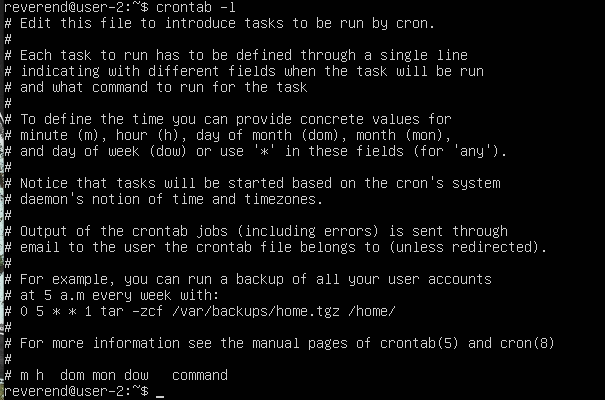 reverend@user-2:~$ crontab -l
# Edit this file to introduce tasks to be run by cron.
#
# Each task to run has to be defined through a single line
# indicating with different fields when the task will be run
# and what command to run for the task
#
# To define the time you can provide concrete values for
# minute (m), hour (h), day of month (dom), month (mon),
# and day of week (dow) or use '*' in these fields (for 'any').
#
# Notice that tasks will be started based on the cron's system
# daemon's notion of time and timezones.
#
# Output of the crontab jobs (including errors) is sent through
# email to the user the crontab file belongs to (unless redirected).
#
# For example, you can run a backup of all your user accounts
# at 5 a.m every week with:
# 0 5 * * 1 tar -zcf /var/backups/home.tgz /home/
#
# For more information see the manual pages of crontab(5) and cron(8)
#
# m h  dom mon dow   command
reverend@user-2:~$ _